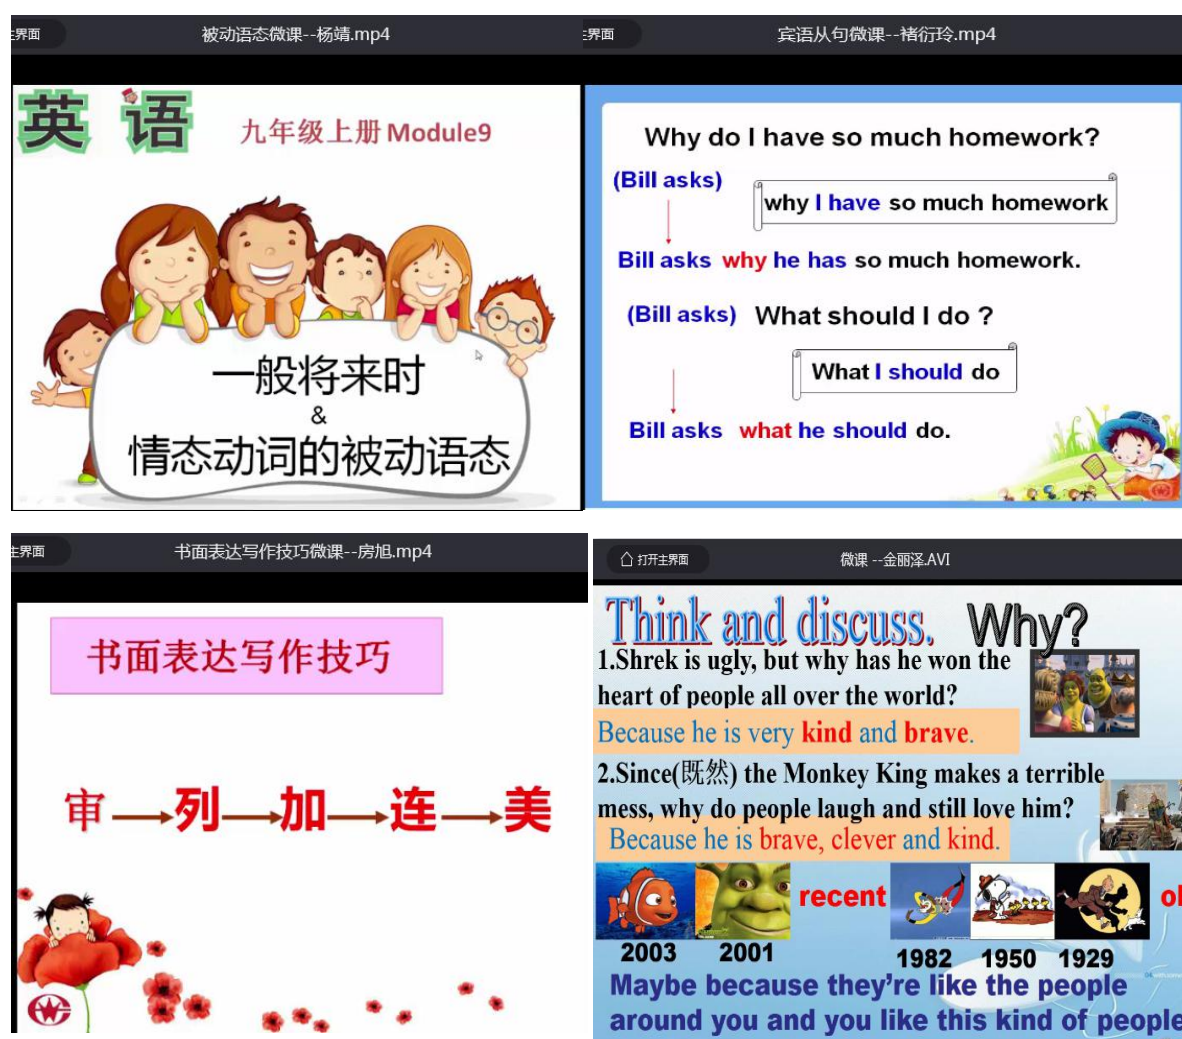 主界面
被动语态微课--杨靖.mp4
英语
九年级上册 Module9
一般将来时
&
情态动词的被动语态
主界面
宾语从句微课--褚衍玲.mp4
Why do I have so much homework?
(Bill asks)
why I have so much homework
Bill asks why he has so much homework.
(Bill asks) What should I do ?
What I should do
Bill asks what he should do.
主界面
书面表达写作技巧微课--房旭.mp4
书面表达写作技巧
审→列→加→连→美
打开主界面
微课 --金丽泽.AVI
Think and discuss. Why?
1.Shrek is ugly, but why has he won the
heart of people all over the world?
Because he is very kind and brave.
2.Since(既然) the Monkey King makes a terrible
mess, why do people laugh and still love him?
Because he is brave, clever and kind.
recent
2003 2001 1982 1950 1929
Maybe because they’re like the people
around you and you like this kind of people